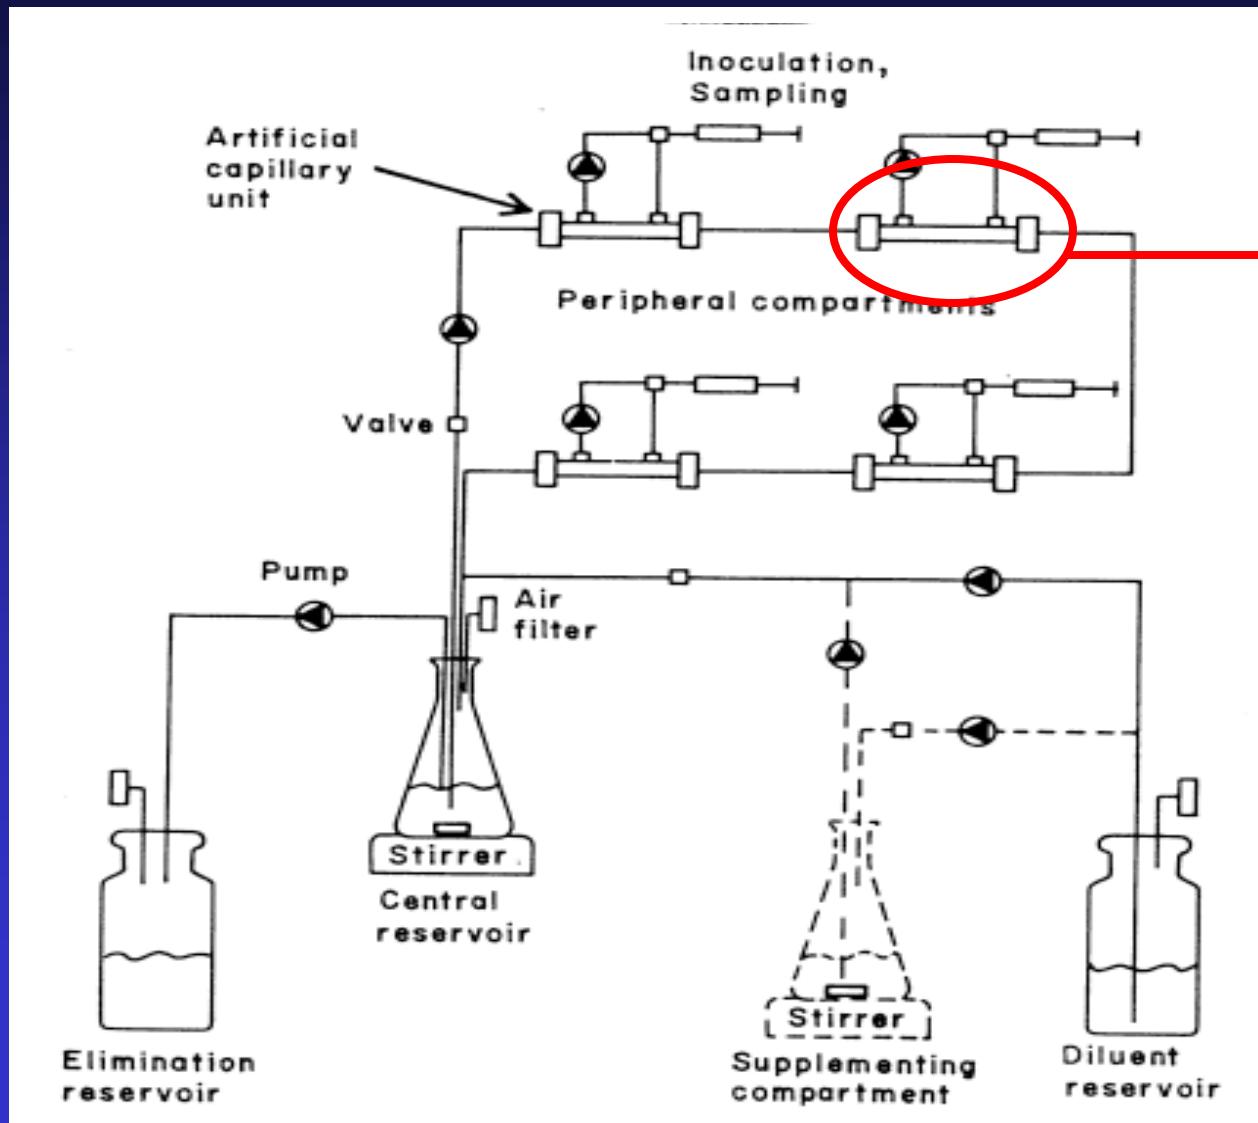 Inoculation,
Sampling
Artificial
capillary
unit
Peripheral compartments
Valve
Pump
Air
filter
Stirrer
Central
reservoir
Stirrer
Elimination
reservoir
Supplementing
compartment
Diluent
reservoir